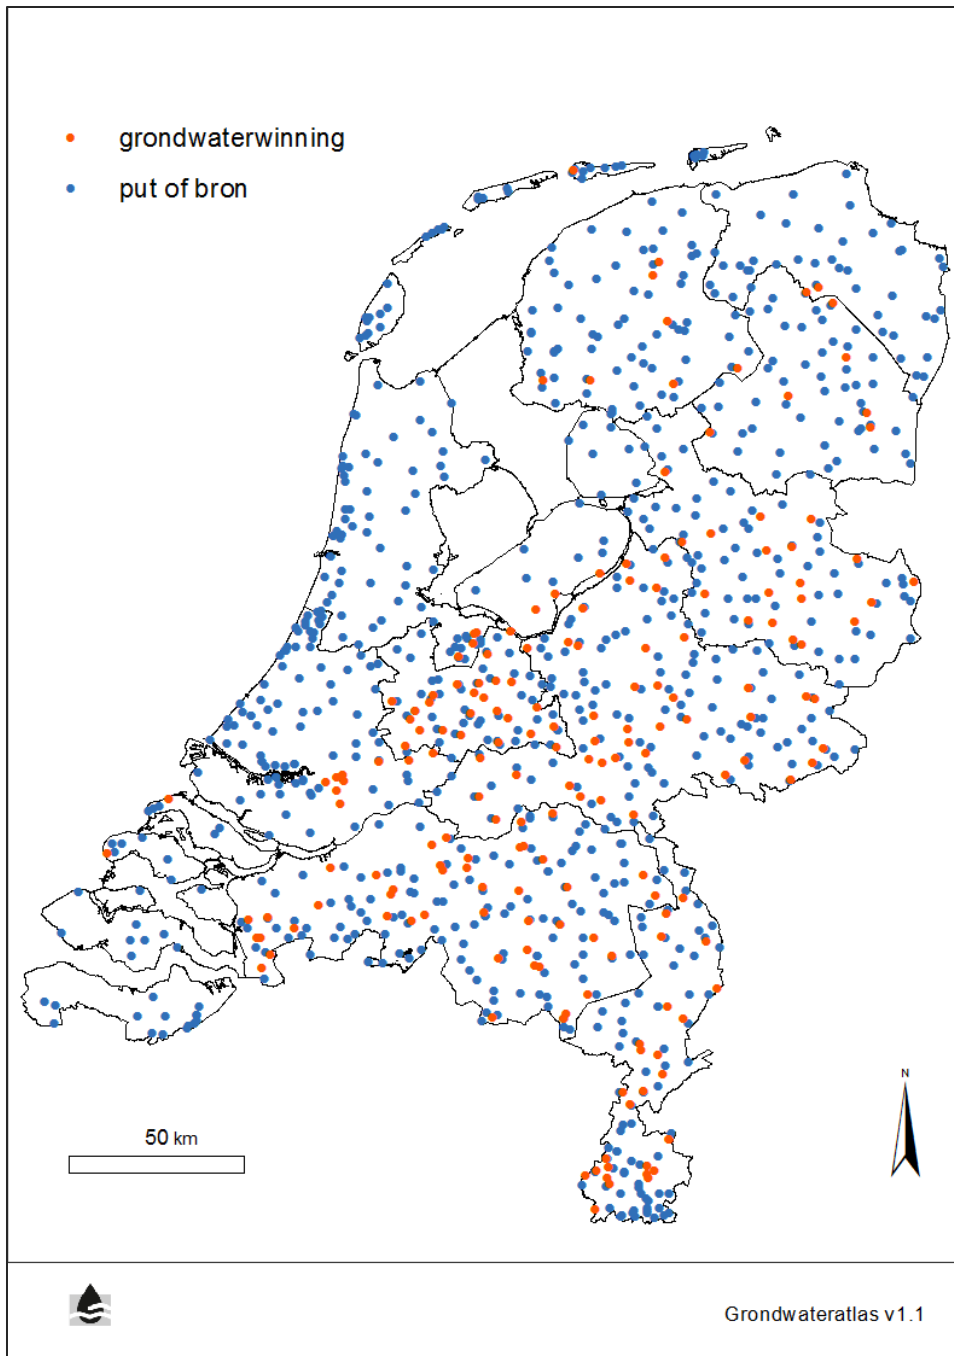 grondwaterwinning
put of bron
N
50 km
Grondwateratlas v1.1